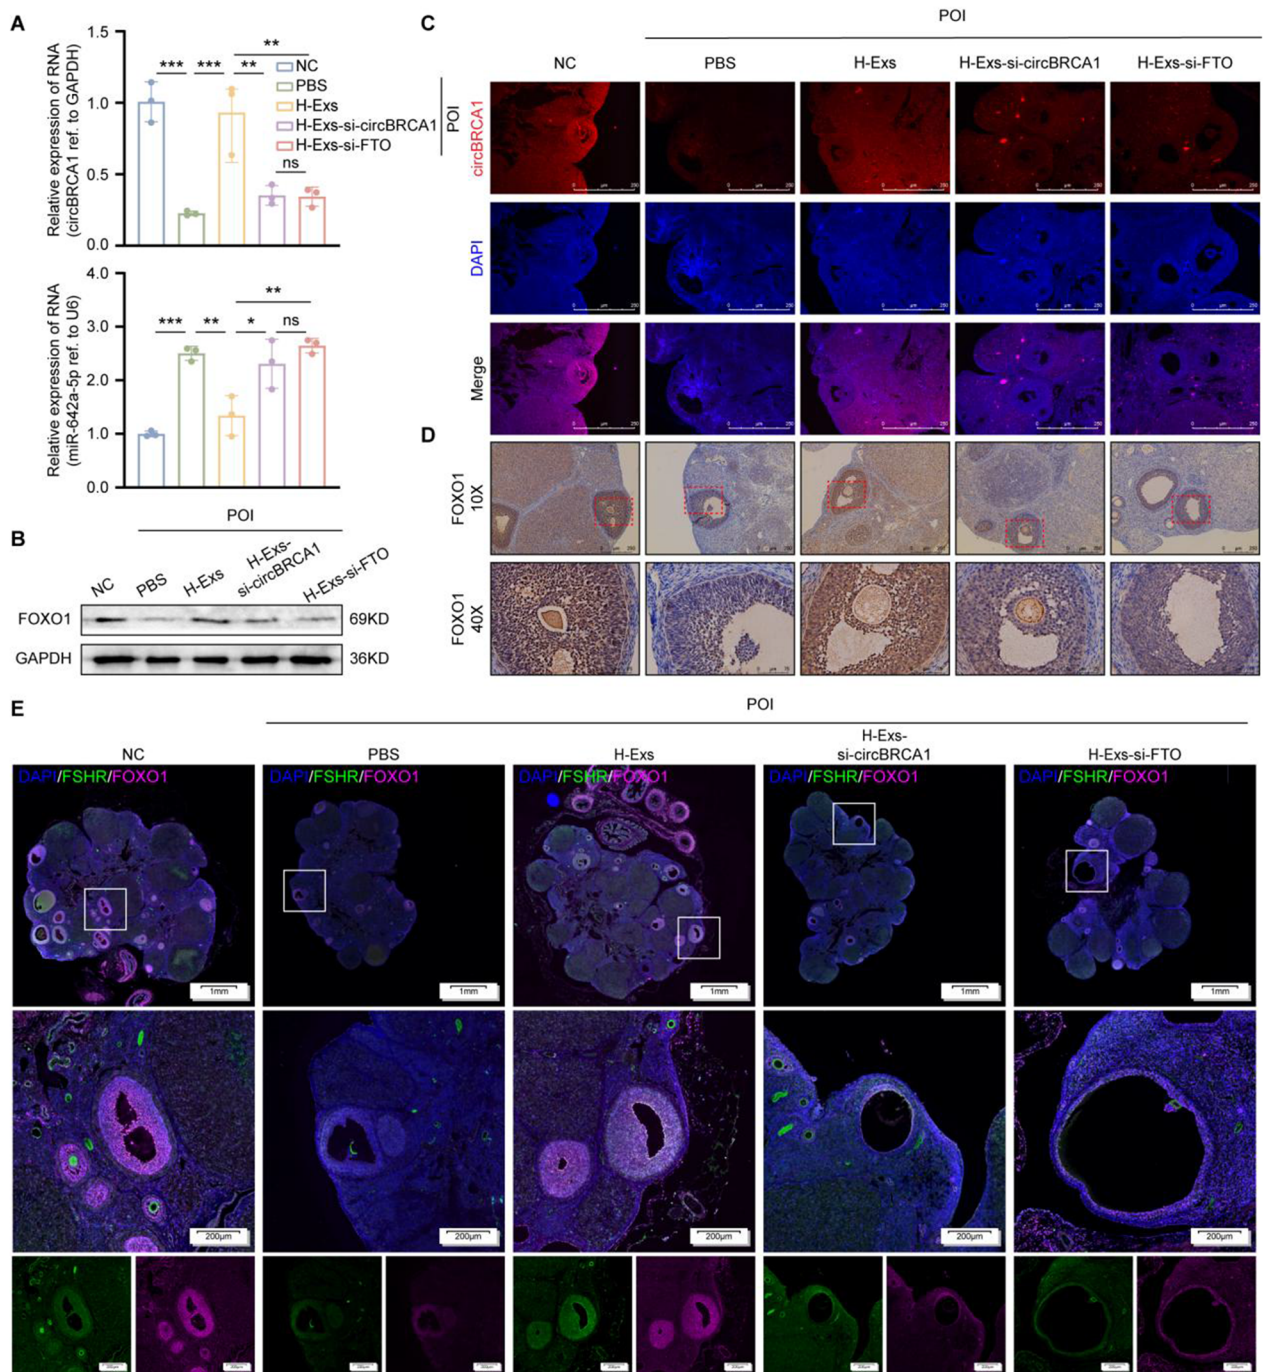 A
Relative expression of RNA
(circBRCA1 ref. to GAPDH)
1.5
1.0
0.5
0.0
***
***
**
**
ns
NC
PBS
H-Exs
H-Exs-si-circBRCA1
H-Exs-si-FTO
Relative expression of RNA
(miR-642a-5p ref. to U6)
4.0
3.0
2.0
1.0
0.0
***
**
*
**
ns
POI
B
NC
PBS
H-Exs
H-Exs-
si-circBRCA1
H-Exs-si-FTO
FOXO1
69KD
GAPDH
36KD
C
POI
POI
NC
PBS
H-Exs
H-Exs-si-circBRCA1
H-Exs-si-FTO
circBRCA1
DAPI
Merge
D
FOXO1
10X
FOXO1
40X
E
POI
NC
PBS
H-Exs
H-Exs-
si-circBRCA1
H-Exs-si-FTO
DAPI/FSHR/FOXO1
DAPI/FSHR/FOXO1
DAPI/FSHR/FOXO1
DAPI/FSHR/FOXO1
DAPI/FSHR/FOXO1
1mm
1mm
1mm
1mm
1mm
200μm
200μm
200μm
200μm
200μm